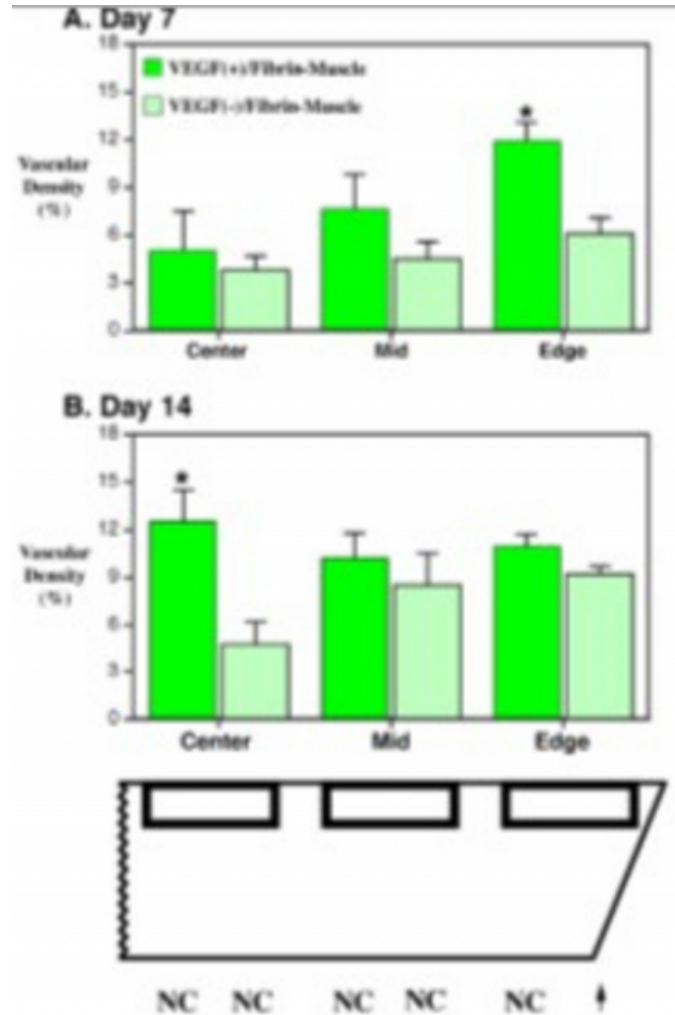 A. Day 7
18
15
12
9
6
3
0
Vascular
Density
(%)
VEGF(+)/Fibrin-Muscle
VEGF(-)/Fibrin-Muscle
*
Center Mid Edge
B. Day 14
18
15
12
9
6
3
0
Vascular
Density
(%)
*
Center Mid Edge
NC NC NC NC NC